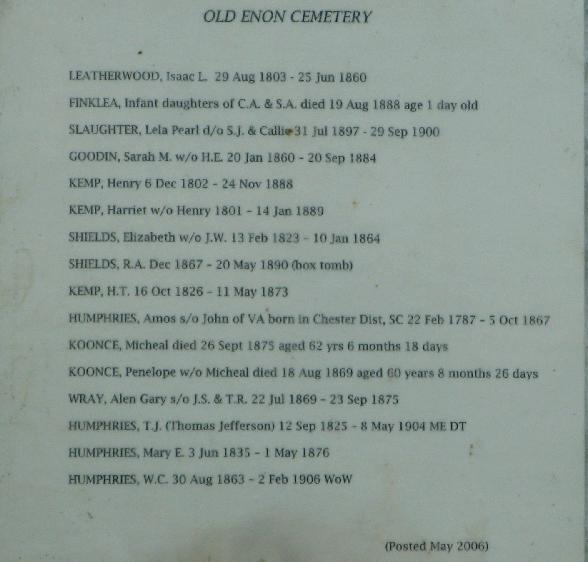 OLD ENON CEMETERY
LEATHERWOOD, Isaac L. 29 Aug 1803 - 25 Jun 1860
FINKLEA, Infant daughters of C.A. & S.A. died 19 Aug 1888 age 1 day old
SLAUGHTER, Lela Pearl d/o S.J. & Callie 31 Jul 1897 - 29 Sep 1900
GOODIN, Sarah M. w/o H.E. 20 Jan 1860 - 20 Sep 1884
KEMP, Henry 6 Dec 1802 - 24 Nov 1888
KEMP, Harriet w/o Henry 1801 - 14 Jan 1889
SHIELDS, Elizabeth w/o J.W. 13 Feb 1823 - 10 Jan 1864
SHIELDS, R.A. Dec 1867 - 20 May 1890 (box tomb)
KEMP, H.T. 16 Oct 1826 - 11 May 1873
HUMPHRIES, Amos s/o John of VA born in Chester Dist, SC 22 Feb 1787 - 5 Oct 1867
KOONCE, Micheal died 26 Sept 1875 aged 62 yrs 6 months 18 days
KOONCE, Penelope w/o Micheal died 18 Aug 1869 aged 60 years 8 months 26 days
WRAY, Alen Gary s/o J.S. & T.R. 22 Jul 1869 - 23 Sep 1875
HUMPHRIES, T.J. (Thomas Jefferson) 12 Sep 1825 - 8 May 1904 ME DT
HUMPHRIES, Mary E. 3 Jun 1835 - 1 May 1876
HUMPHRIES, W.C. 30 Aug 1863 - 2 Feb 1906 WoW
(Posted May 2006)